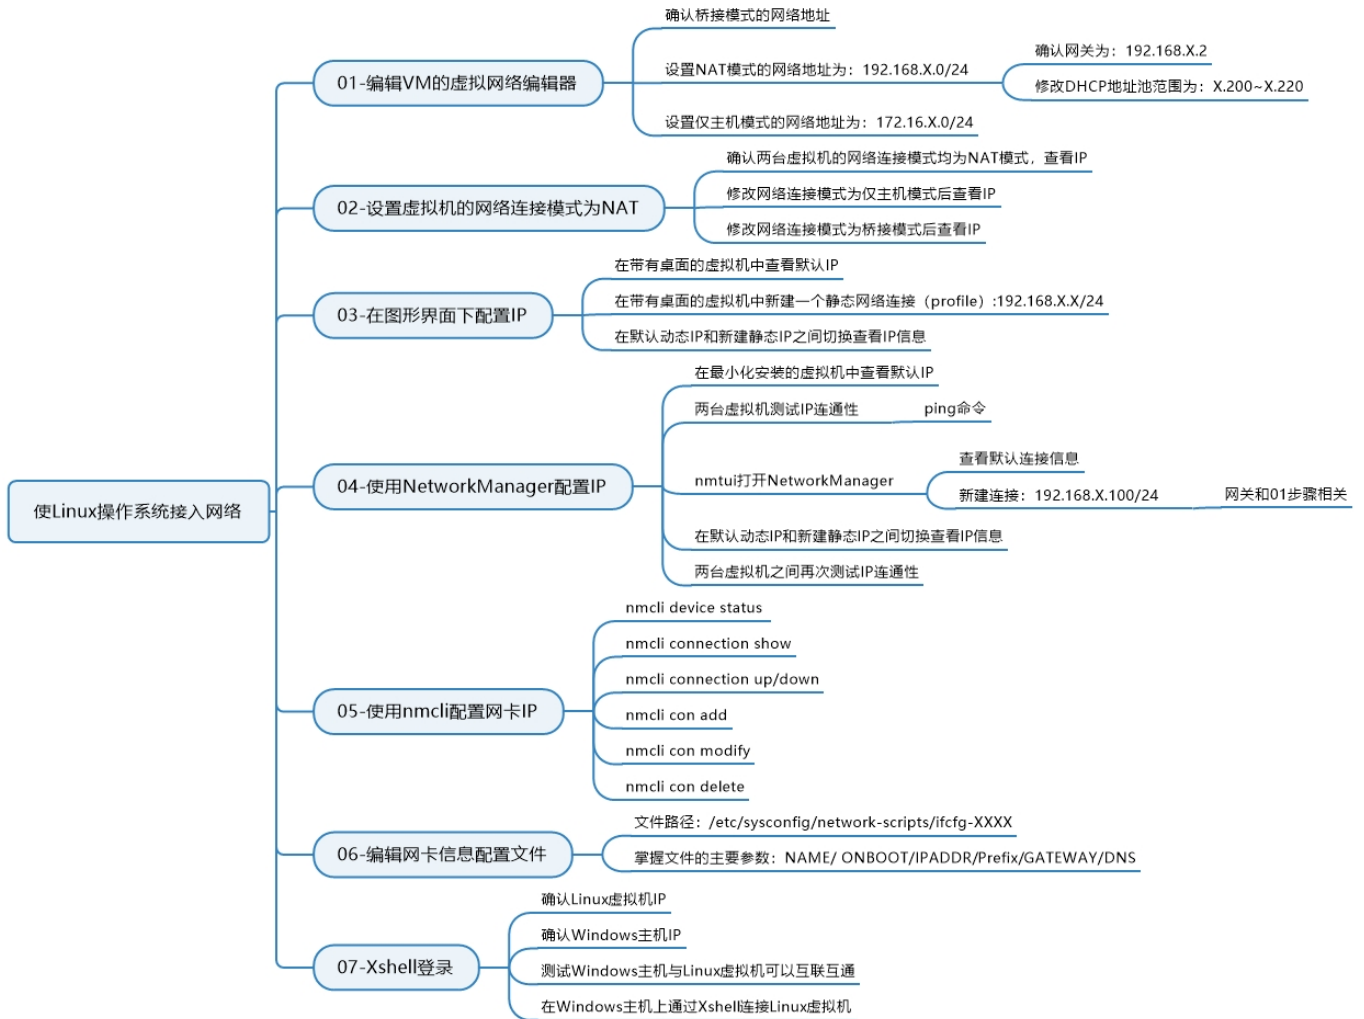 使Linux操作系统接入网络
01-编辑VM的虚拟网络编辑器
确认桥接模式的网络地址
设置NAT模式的网络地址为：192.168.X.0/24
确认网关为：192.168.X.2
修改DHCP地址池范围为：X.200~X.220
设置仅主机模式的网络地址为：172.16.X.0/24
02-设置虚拟机的网络连接模式为NAT
确认两台虚拟机的网络连接模式均为NAT模式，查看IP
修改网络连接模式为仅主机模式后查看IP
修改网络连接模式为桥接模式后查看IP
03-在图形界面下配置IP
在带有桌面的虚拟机中查看默认IP
在带有桌面的虚拟机中新建一个静态网络连接（profile）:192.168.X.X/24
在默认动态IP和新建静态IP之间切换查看IP信息
04-使用NetworkManager配置IP
在最小化安装的虚拟机中查看默认IP
两台虚拟机测试IP连通性
ping命令
nmtui打开NetworkManager
查看默认连接信息
新建连接：192.168.X.100/24
网关和01步骤相关
在默认动态IP和新建静态IP之间切换查看IP信息
两台虚拟机之间再次测试IP连通性
05-使用nmcli配置网卡IP
nmcli device status
nmcli connection show
nmcli connection up/down
nmcli con add
nmcli con modify
nmcli con delete
06-编辑网卡信息配置文件
文件路径：/etc/sysconfig/network-scripts/ifcfg-XXXX
掌握文件的主要参数：NAME/ ONBOOT/IPADDR/Prefix/GATEWAY/DNS
07-Xshell登录
确认Linux虚拟机IP
确认Windows主机IP
测试Windows主机与Linux虚拟机可以互联互通
在Windows主机上通过Xshell连接Linux虚拟机